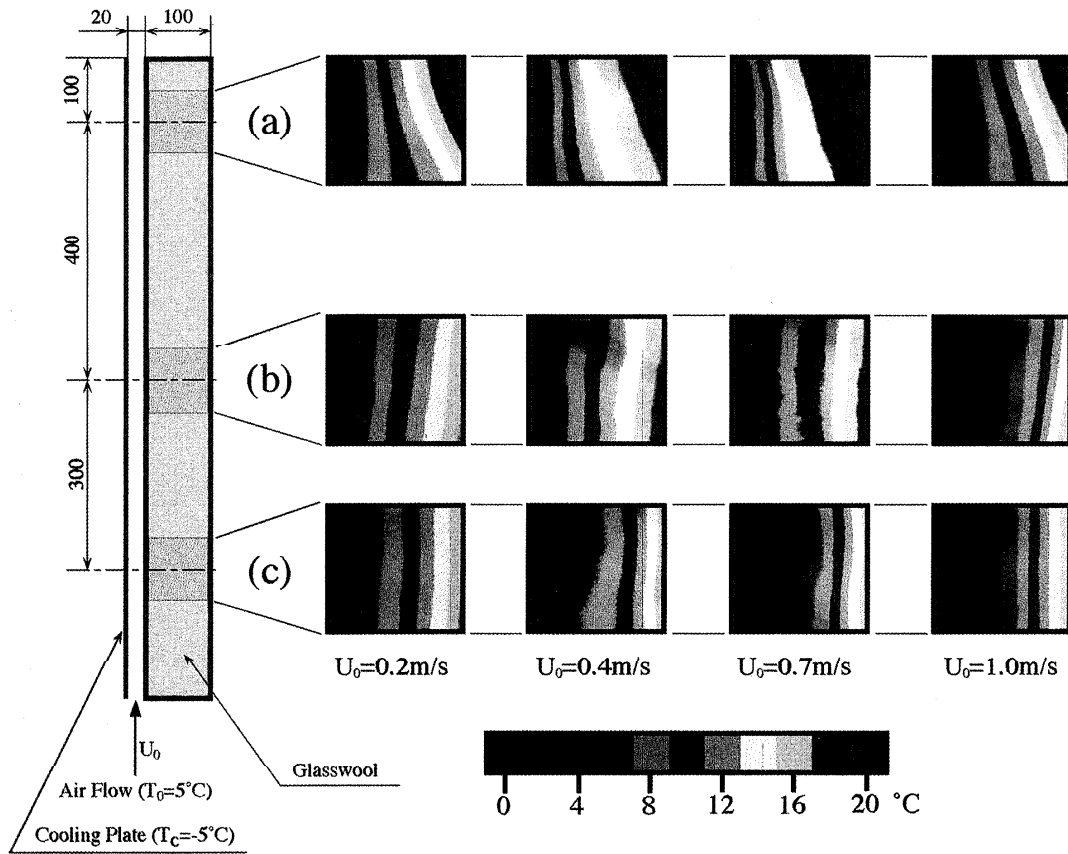 20 100
100
(a)
400
(b)
300
(c)
U₀=0.2m/s U₀=0.4m/s U₀=0.7m/s U₀=1.0m/s
U₀
Glasswool
Air Flow (T₀=5°C)
0 4 8 12 16 20 °C
Cooling Plate (T_C=-5°C)